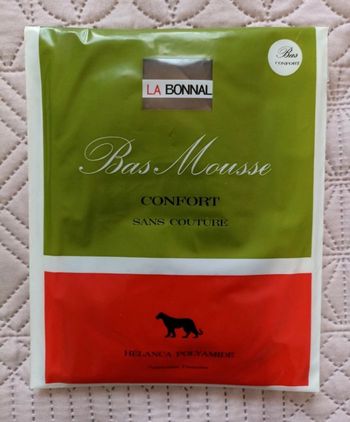 LA BONNAL
Bas
CONFORT
Bas Mousse
CONFORT
SANS COUTURE
HELANCA POLYAMIDE